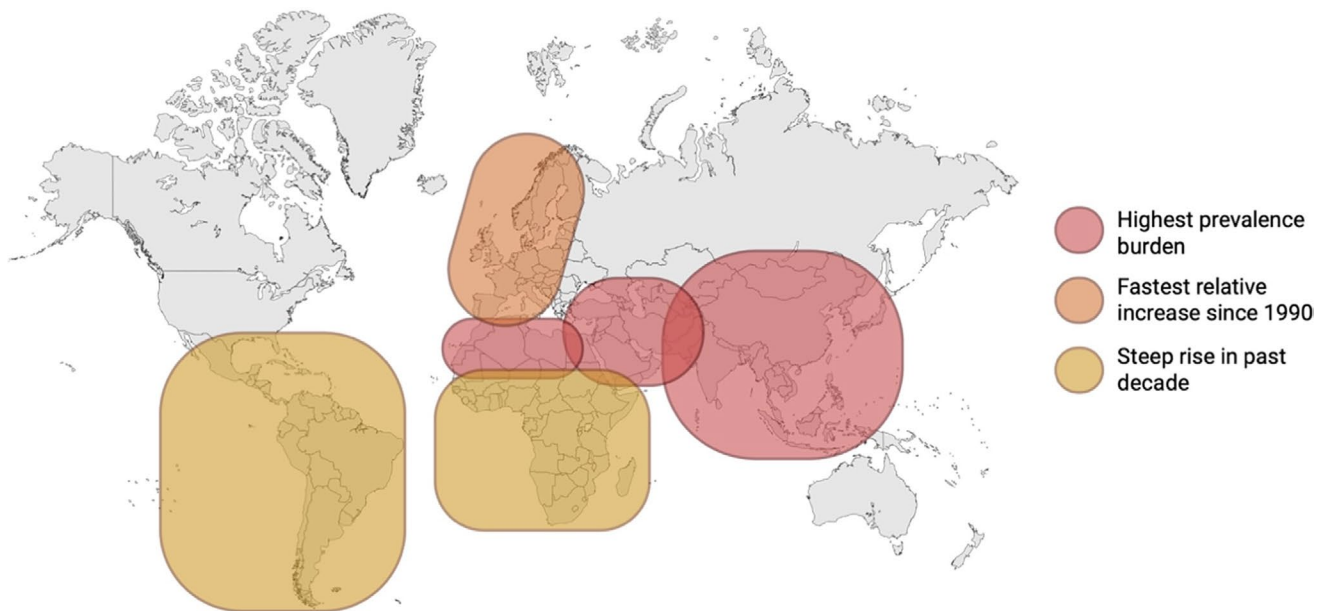 Highest prevalence
burden
Fastest relative
increase since 1990
Steep rise in past
decade